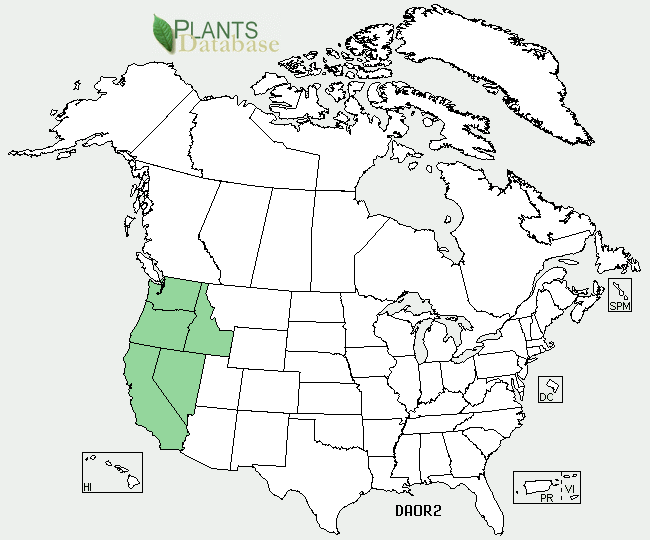 PLANTS
Database
SPM
DC
HI
PR
VI
DAOR2